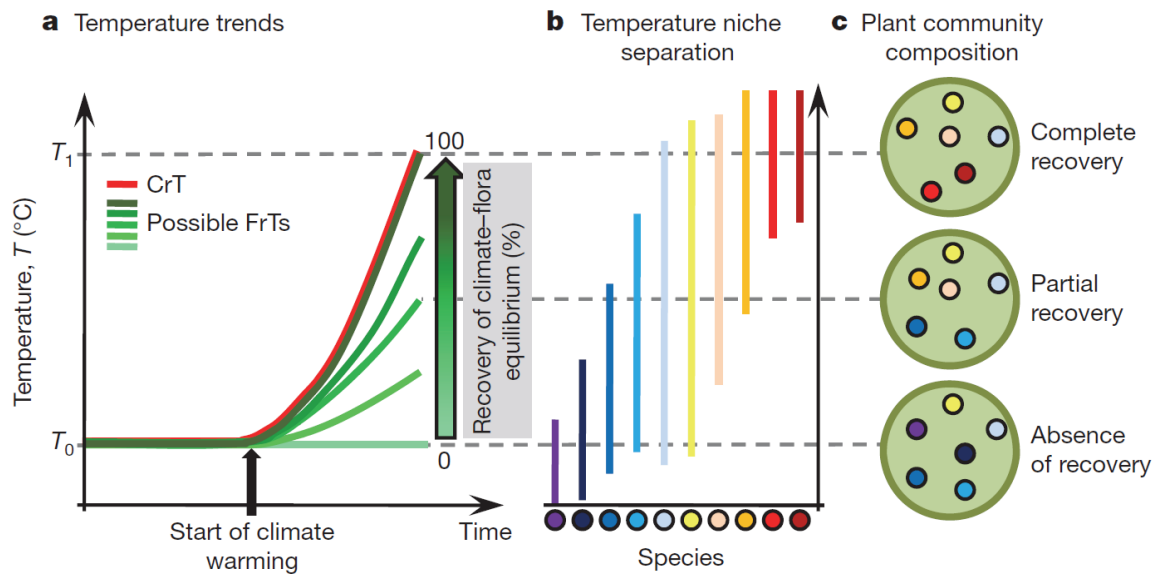 a Temperature trends
T1
T0
Temperature, T (°C)
CrT
Possible FrTs
100
0
Recovery of climate–flora
equilibrium (%)
Start of climate
warming
Time
b Temperature niche
separation
Species
c Plant community
composition
Complete
recovery
Partial
recovery
Absence
of recovery